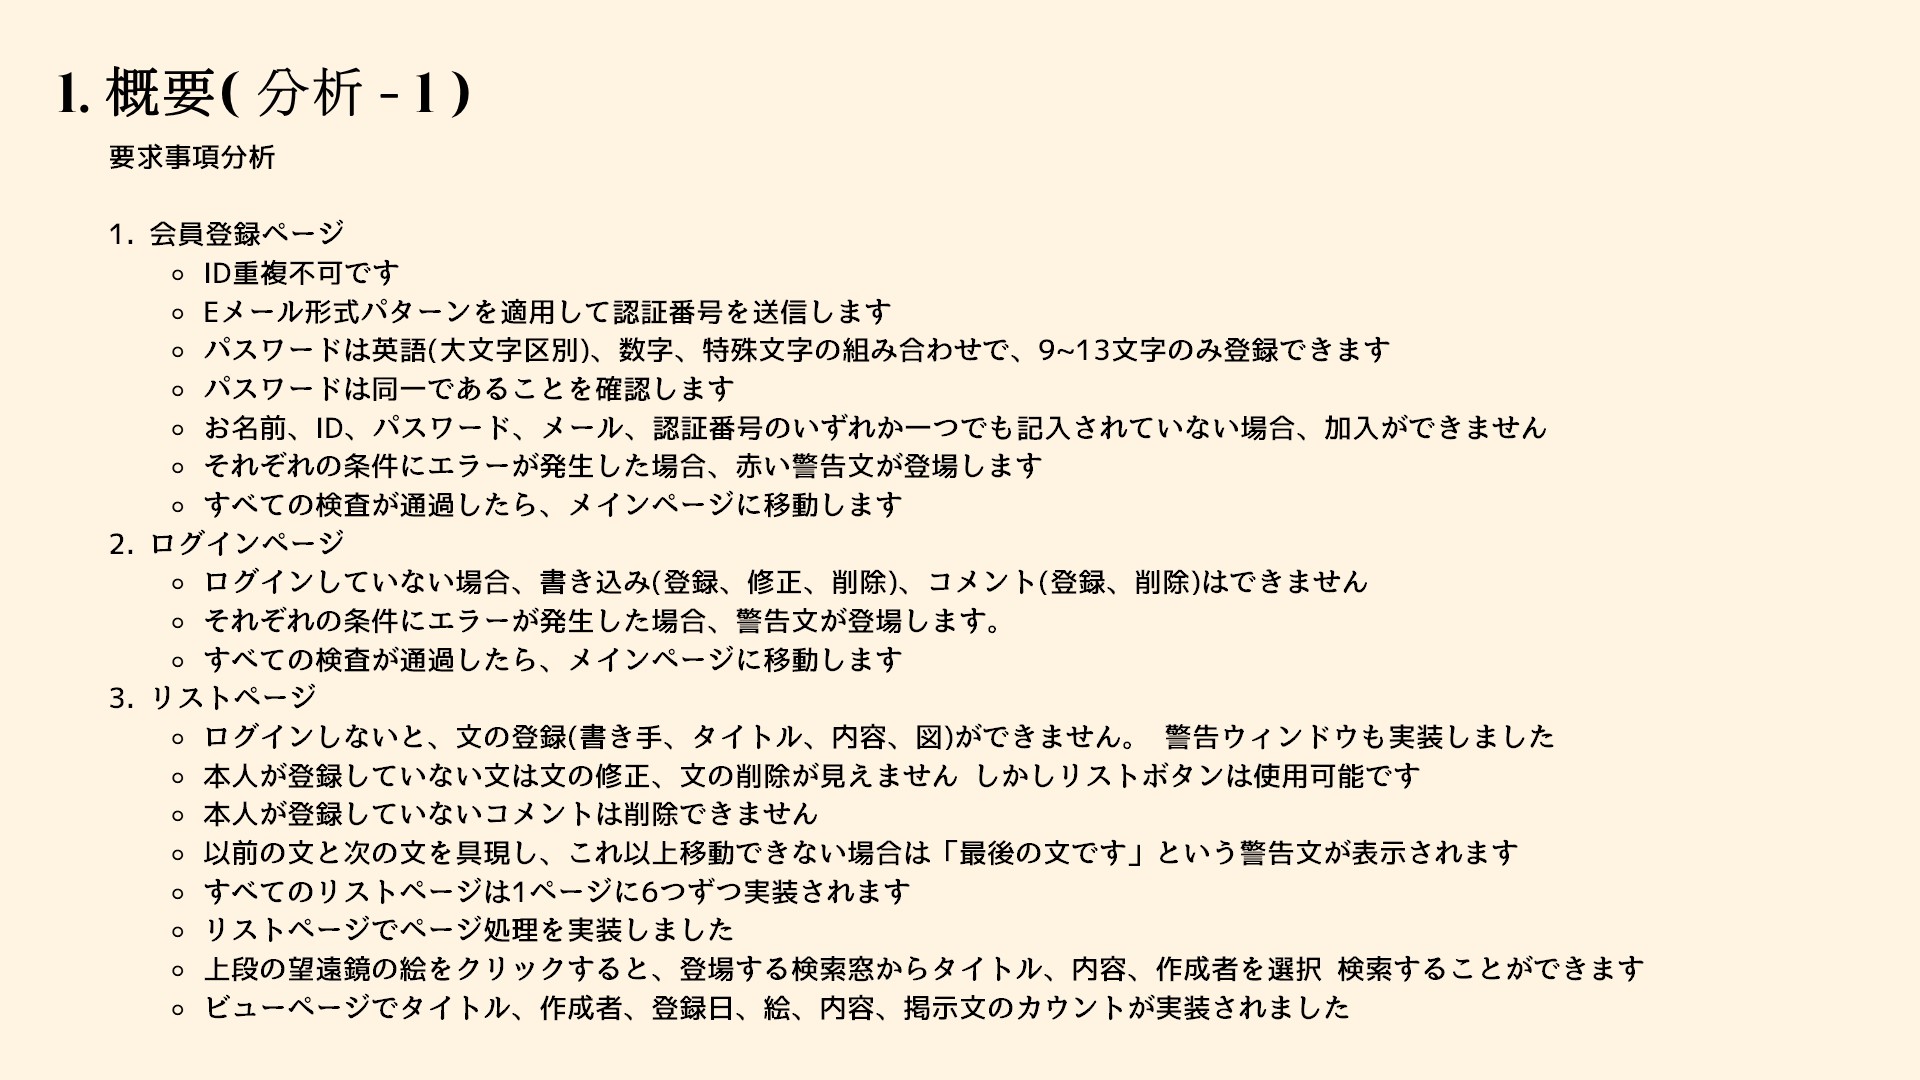 1. 概要( 分析 - 1 )
要求事項分析
1. 会員登録ページ
○ ID重複不可です
○ Eメール形式パターンを適用して認証番号を送信します
○ パスワードは英語(大文字区別)、数字、特殊文字の組み合わせで、9~13文字のみ登録できます
○ パスワードは同一であることを確認します
○ お名前、ID、パスワード、メール、認証番号のいずれか一つでも記入されていない場合、加入ができません
○ それぞれの条件にエラーが発生した場合、赤い警告文が登場します
○ すべての検査が通過したら、メインページに移動します
2. ログインページ
○ ログインしていない場合、書き込み(登録、修正、削除)、コメント(登録、削除)はできません
○ それぞれの条件にエラーが発生した場合、警告文が登場します。
○ すべての検査が通過したら、メインページに移動します
3. リストページ
○ ログインしないと、文の登録(書き手、タイトル、内容、図)ができません。 警告ウィンドウも実装しました
○ 本人が登録していない文は文の修正、文の削除が見えません しかしリストボタンは使用可能です
○ 本人が登録していないコメントは削除できません
○ 以前の文と次の文を具現し、これ以上移動できない場合は「最後の文です」という警告文が表示されます
○ すべてのリストページは1ページに6つずつ実装されます
○ リストページでページ処理を実装しました
○ 上段の望遠鏡の絵をクリックすると、登場する検索窓からタイトル、内容、作成者を選択 検索することができます
○ ビューページでタイトル、作成者、登録日、絵、内容、掲示文のカウントが実装されました